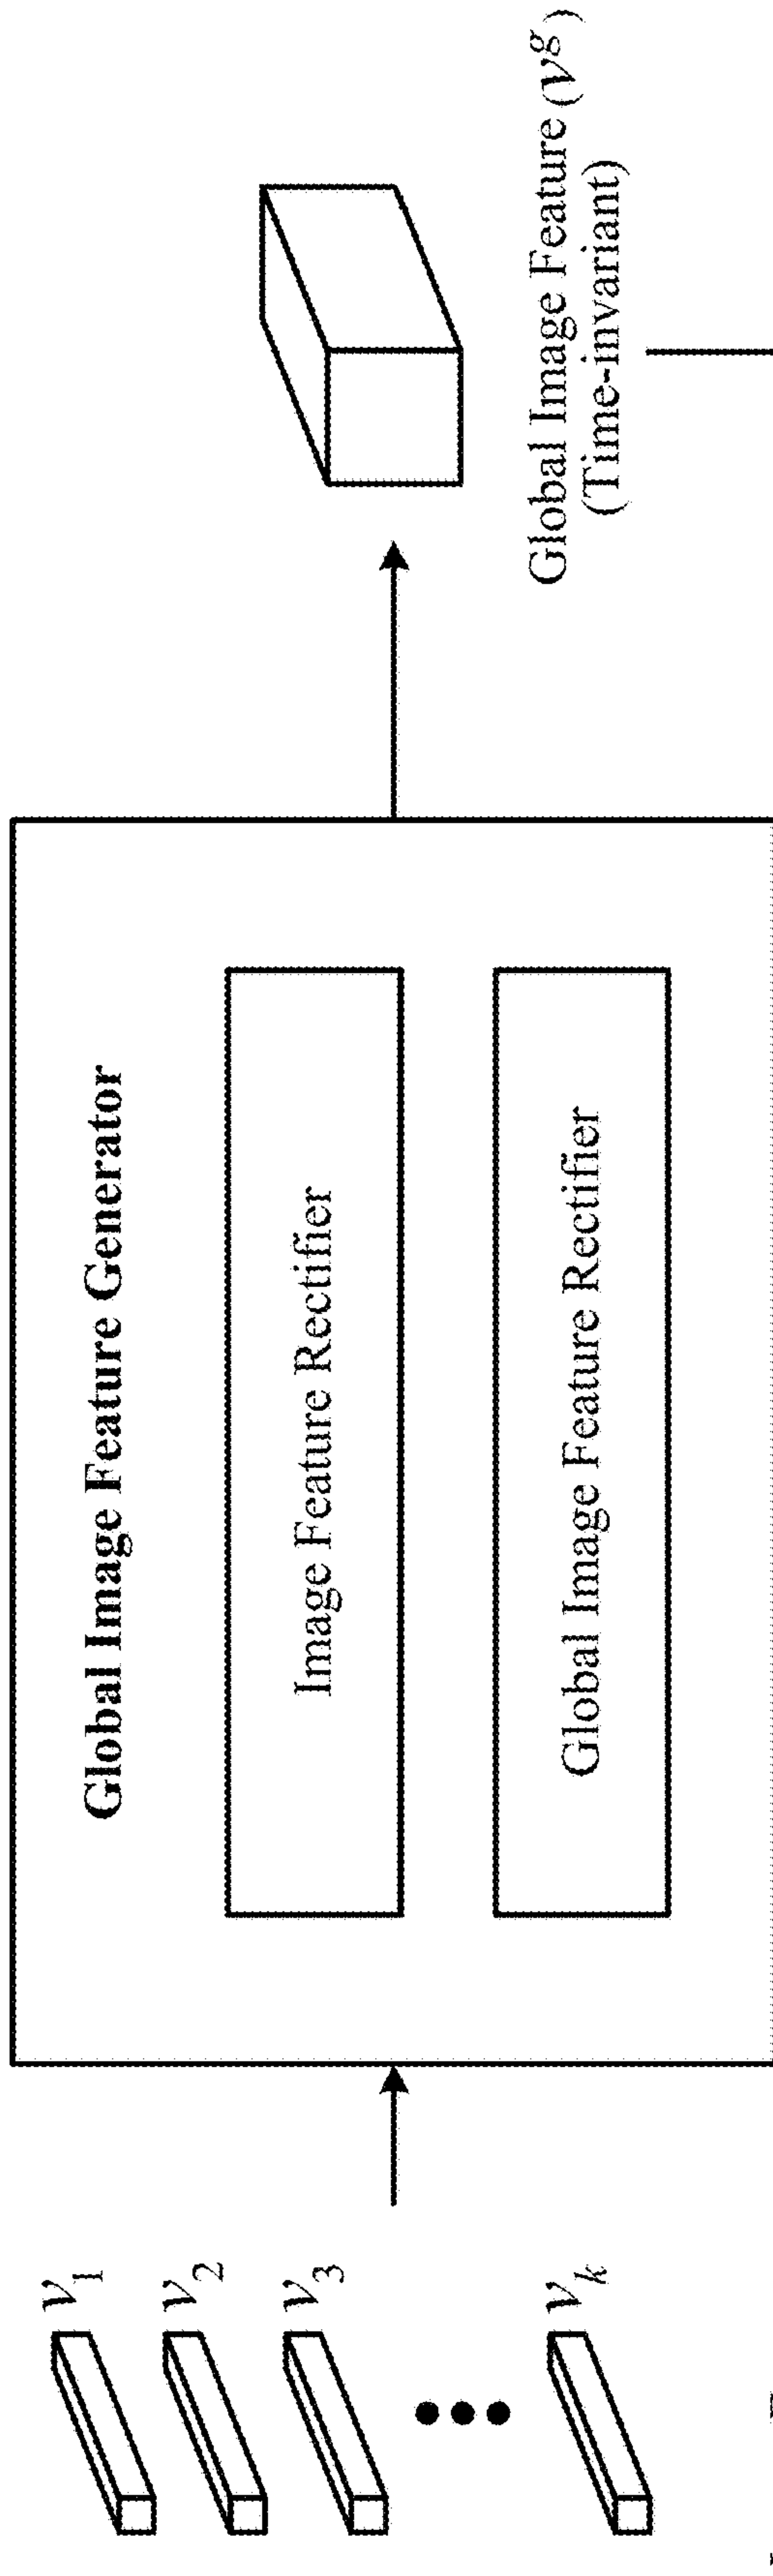 v1
v2
v3
vk
Global Image Feature Generator
Image Feature Rectifier
Global Image Feature Rectifier
Global Image Feature (v^g)
(Time-invariant)